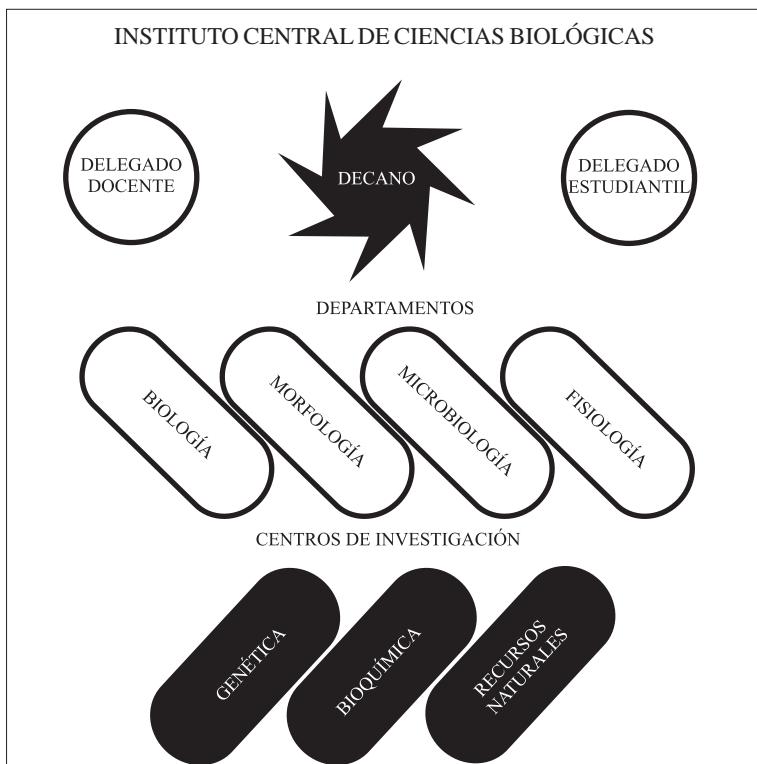 INSTITUTO CENTRAL DE CIENCIAS BIOLÓGICAS
DELEGADO
DOCENTE
DECANO
DELEGADO
ESTUDIANTIL
DEPARTAMENTOS
BIOLOGÍA
MORFOLOGÍA
MICROBIOLOGÍA
FISIOLOGÍA
CENTROS DE INVESTIGACIÓN
GENÉTICA
BIOQUÍMICA
RECURSOS
NATURALES